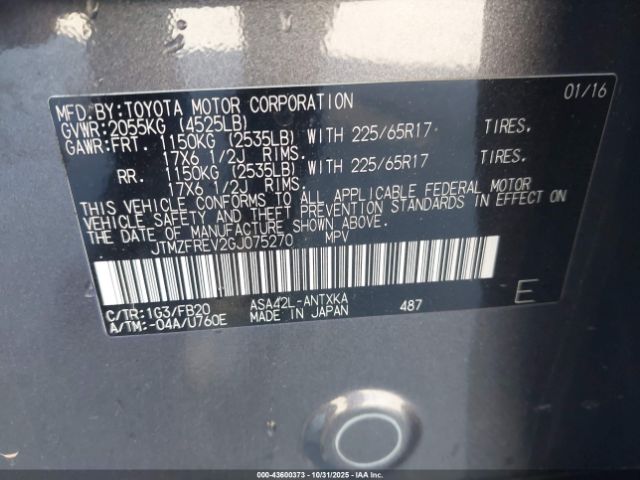 MFD.BY:TOYOTA MOTOR CORPORATION 01/16
GVWR:2055KG (4525LB)
GAWR:FRT. 1150KG (2535LB) WITH 225/65R17 TIRES.
17X6 1/2J RIMS.
RR. 1150KG (2535LB) WITH 225/65R17 TIRES.
17X6 1/2J RIMS.
THIS VEHICLE CONFORMS TO ALL APPLICABLE FEDERAL MOTOR
VEHICLE SAFETY AND THEFT PREVENTION STANDARDS IN EFFECT ON
THE DATE OF MANUFACTURE SHOWN ABOVE.
JTMZFREV2GJ075270 MPV
C/TR:1G3/FB20 ASA42L-ANTXKA 487 E
A/TM:-04A/U760E MADE IN JAPAN
000-43600373 - 10/31/2025 - IAAI.COM